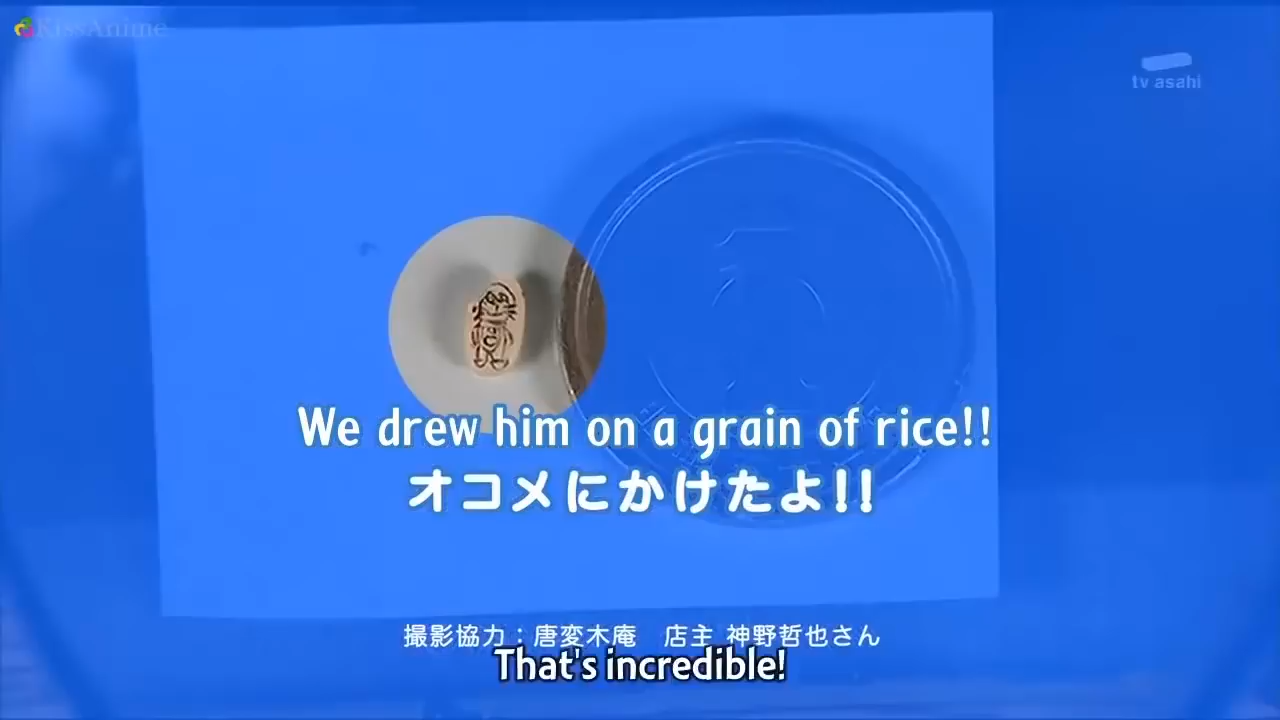 KissAnime
tv asahi
We drew him on a grain of rice!!
オコメにかけたよ!!
撮影協力：唐変木庵　店主 神野哲也さん
That's incredible!